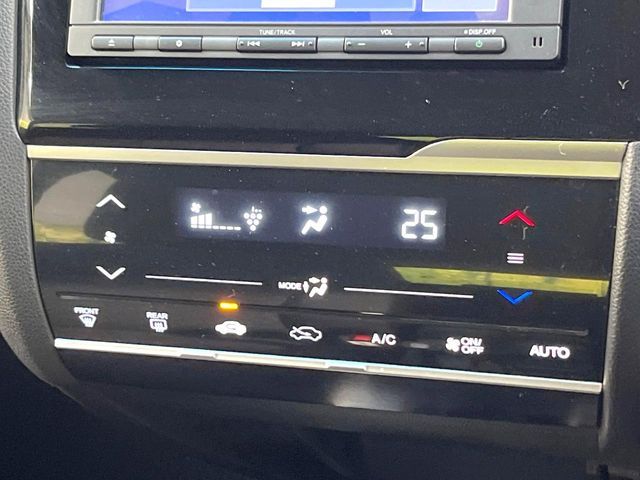 TUNE/TRACK VOL DISP.OFF
− +
25
MODE
FRONT REAR A/C ON/OFF AUTO